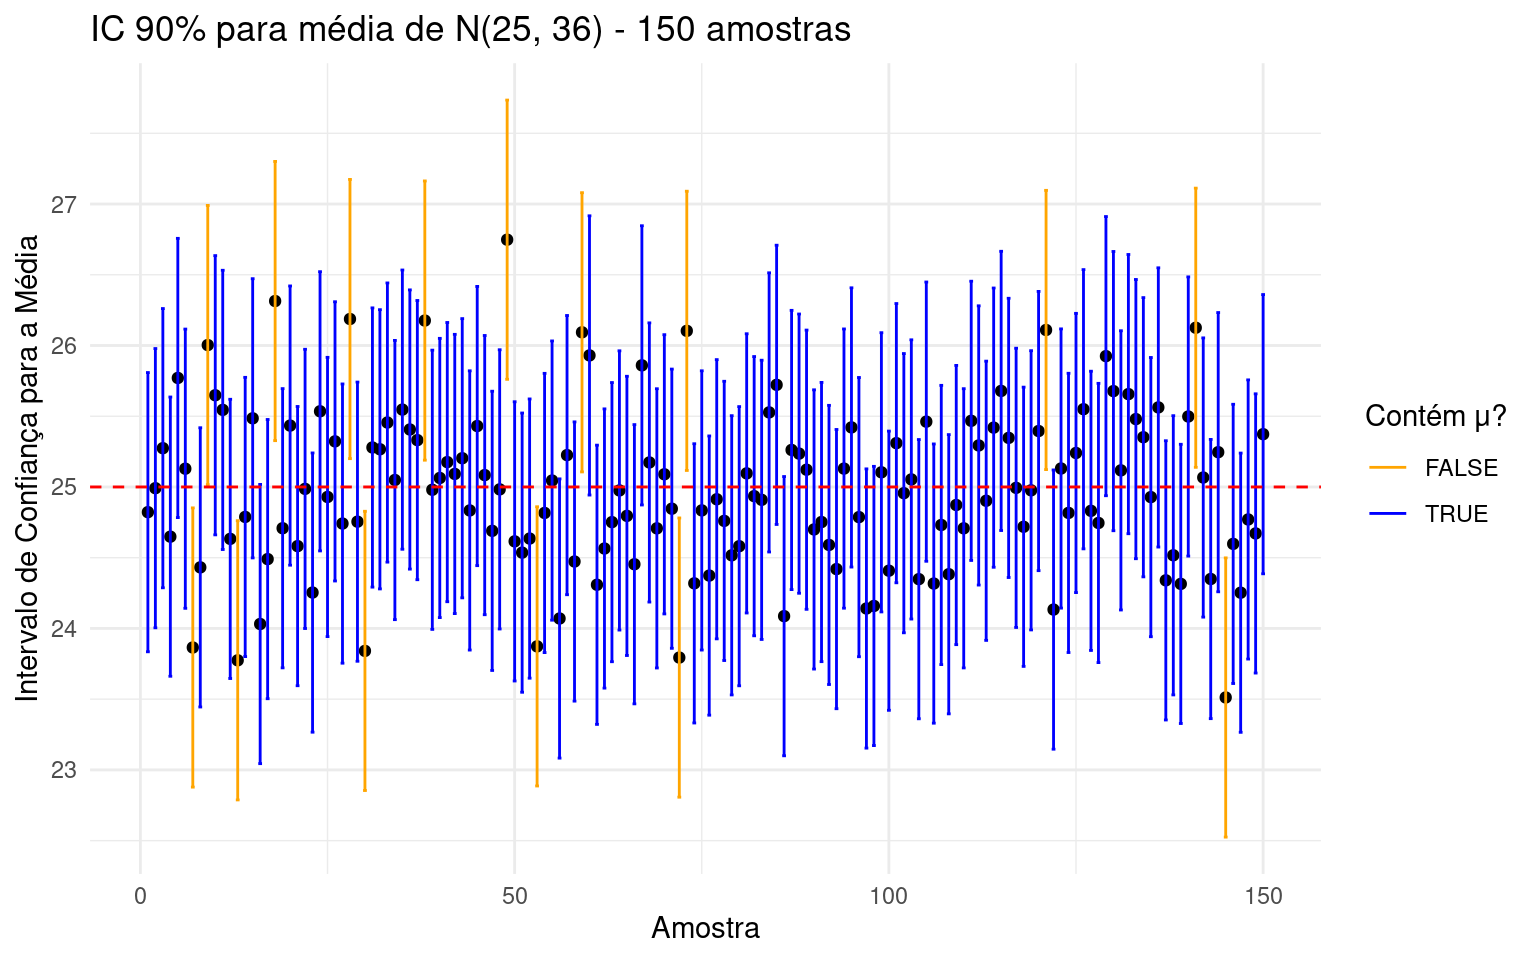 IC 90% para média de N(25, 36) - 150 amostras
Intervalo de Confiança para a Média
27
26
25
24
23
0
50
100
150
Amostra
Contém μ?
FALSE
TRUE